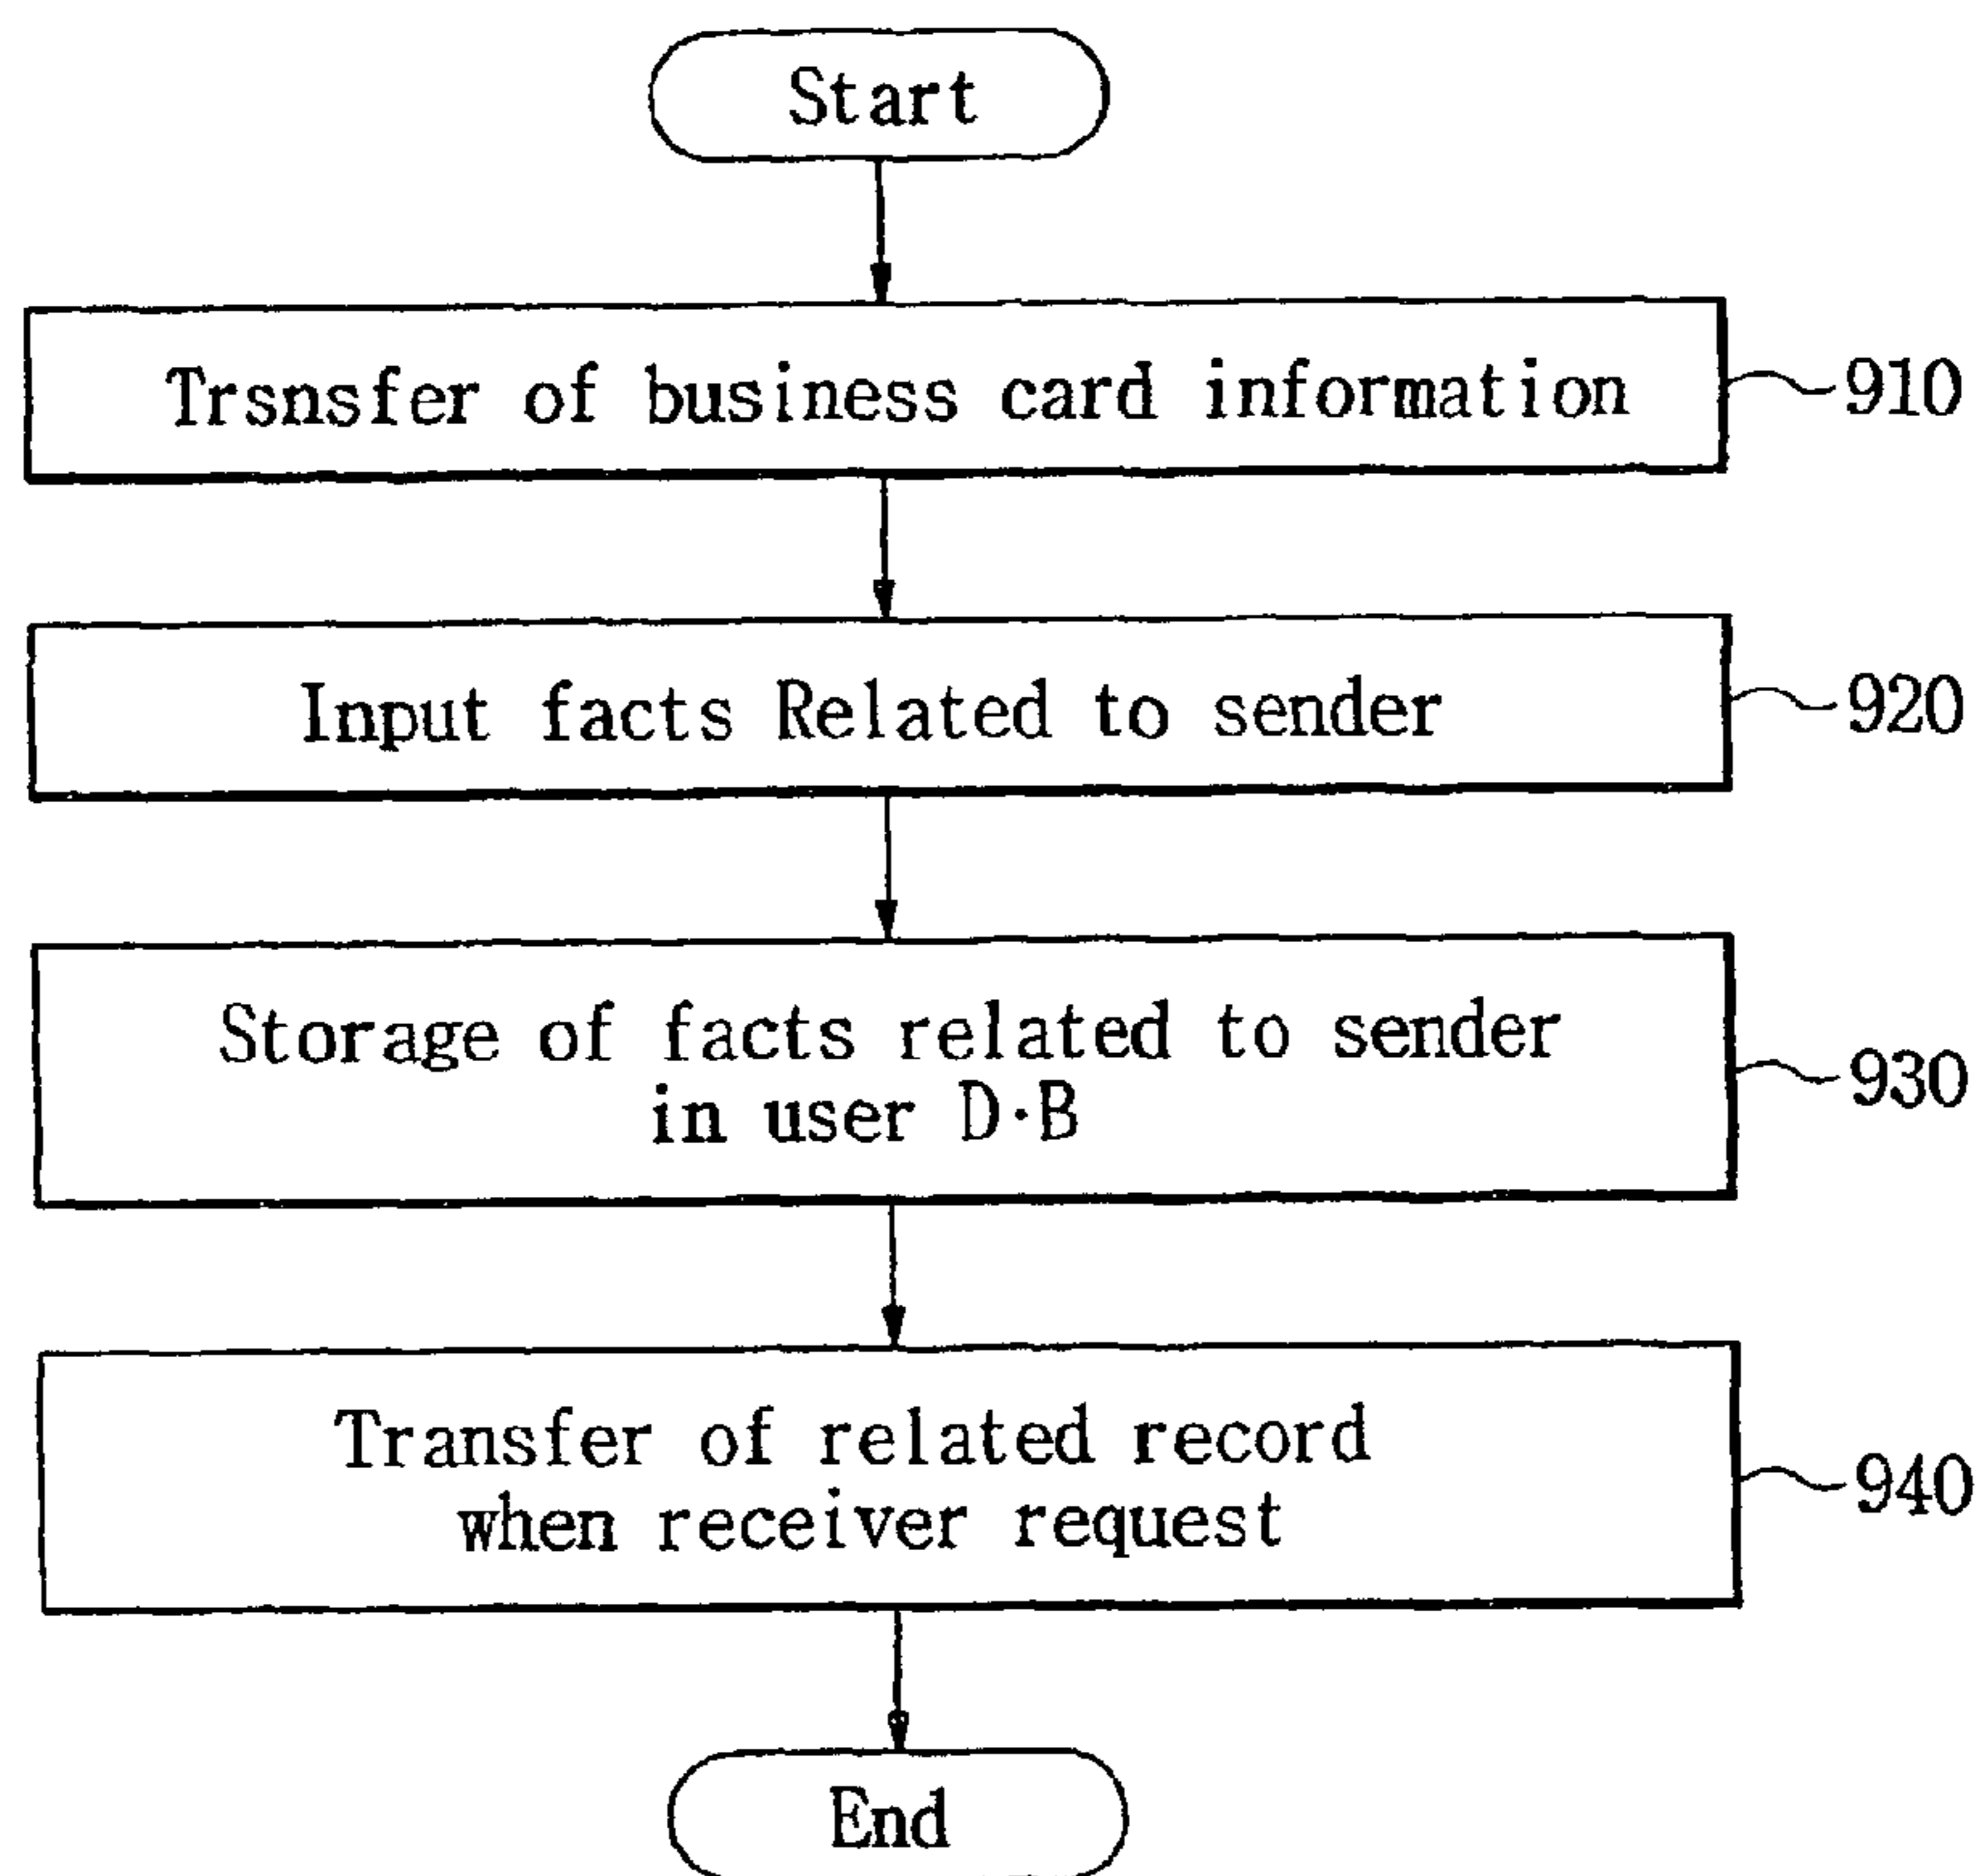 Start
Trsnsfer of business card information
910
Input facts Related to sender
920
Storage of facts related to sender
in user D·B
930
Transfer of related record
when receiver request
940
End